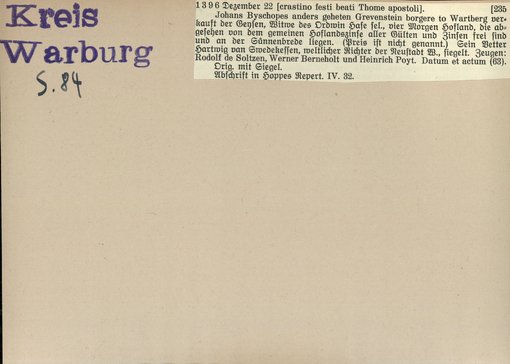 Kreis
Warburg
S. 84
1396 Dezember 22 [crastino festi beati Thome apostoli]. [235
Johans Byschopes anders geheten Grevenstein borgere to Wartberg ver-
kauft der Geysen, Witwe des Ordwin Hase sel., vier Morgen Hofland, die ab-
gesehen von dem gemeinen Hoflandszinse aller Gülten und Zinsen frei sind
und an der Sünnenbrede liegen. (Preis ist nicht genannt.) Sein Vetter
Hartwig van Swedekessen, weltlicher Richter der Neustadt W., siegelt. Zeugen:
Rodolf de Soltzen, Werner Berneholt und Heinrich Poyt. Datum et actum (63).
Orig. mit Siegel.
Abschrift in Hoppes Repert. IV. 32.